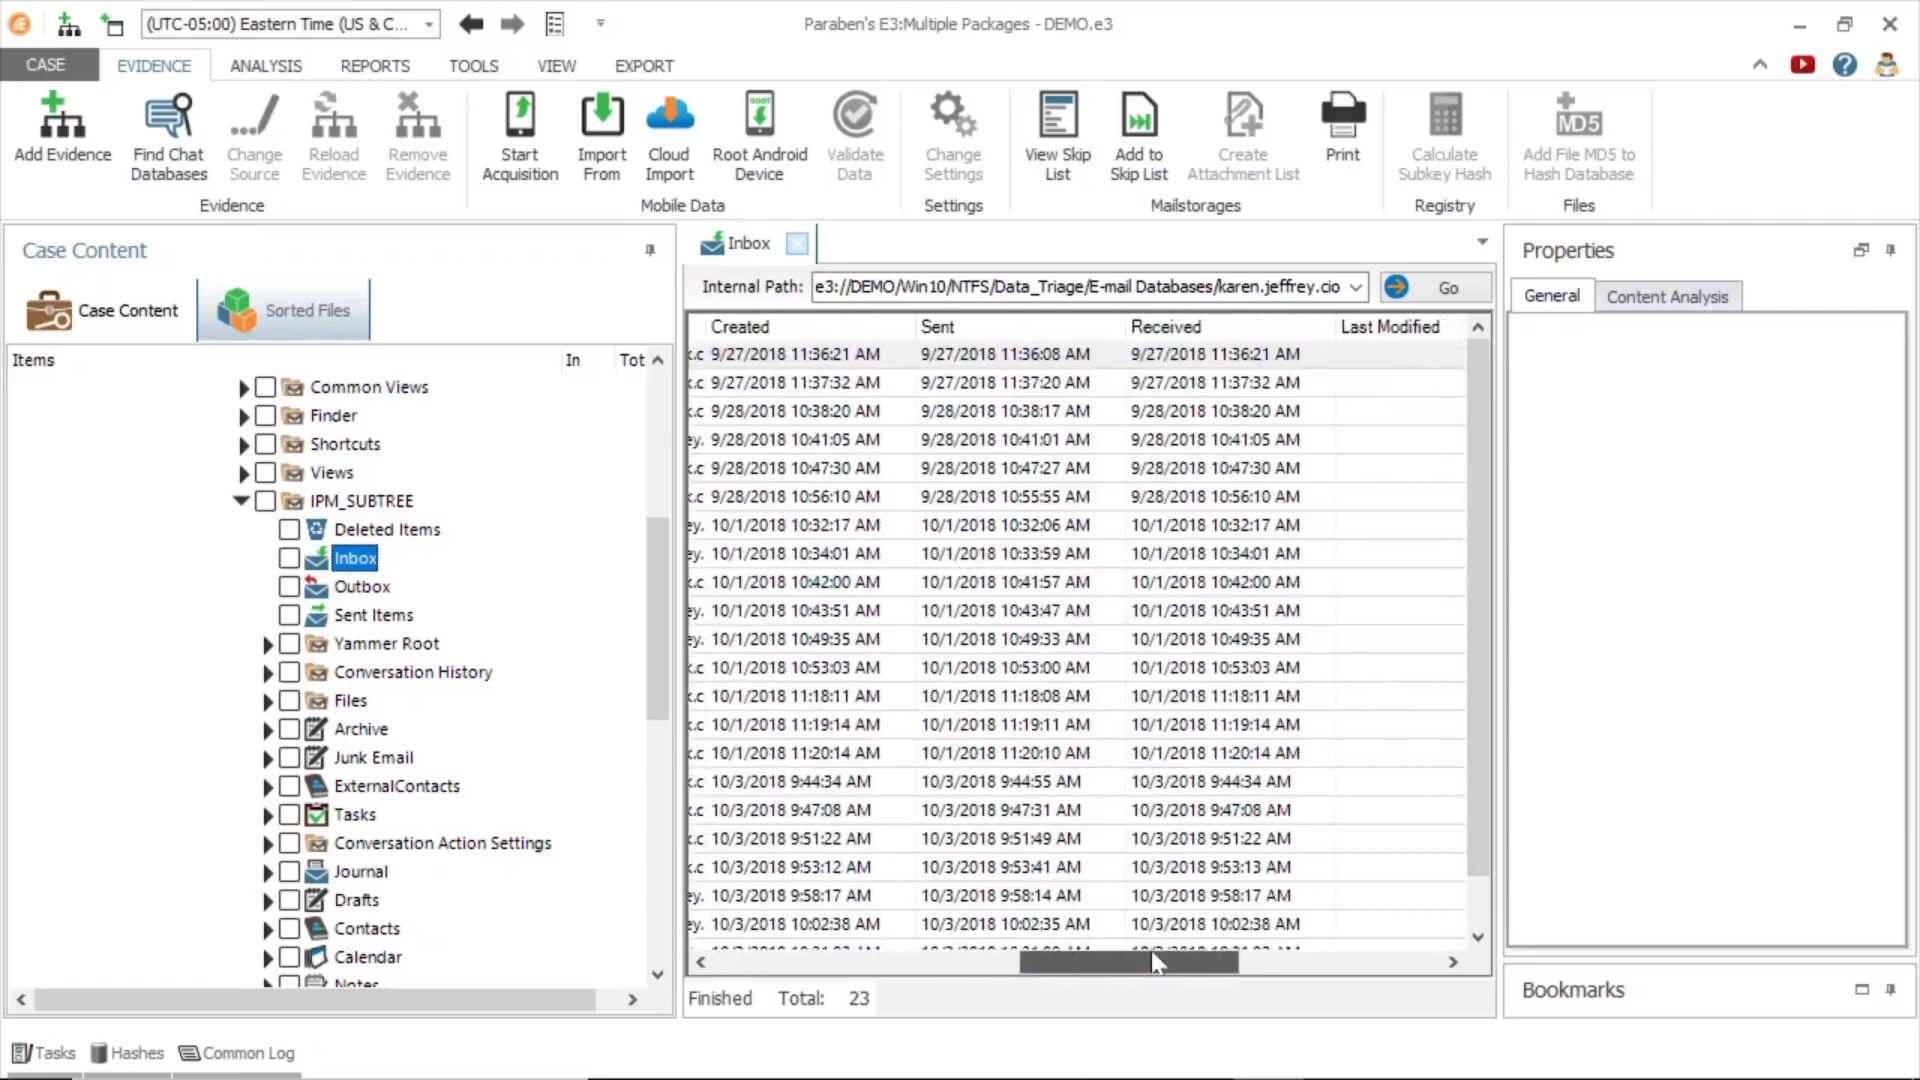 (UTC-05:00) Eastern Time (US & C...
Paraben's E3:Multiple Packages - DEMO.e3
CASE EVIDENCE ANALYSIS REPORTS TOOLS VIEW EXPORT
Add Evidence
Find Chat Databases
Change Source
Reload Evidence
Remove Evidence
Evidence
Start Acquisition
Import From
Cloud Import
ROOT
Root Android Device
Validate Data
Mobile Data
Change Settings
Settings
View Skip List
Add to Skip List
Create Attachment List
Print
Mailstorages
Calculate Subkey Hash
Registry
MD5
Add File MD5 to Hash Database
Files
Case Content
Case Content
Sorted Files
Items In Tot
Common Views
Finder
Shortcuts
Views
IPM_SUBTREE
Deleted Items
Inbox
Outbox
Sent Items
Yammer Root
Conversation History
Files
Archive
Junk Email
ExternalContacts
Tasks
Conversation Action Settings
Journal
Drafts
Contacts
Calendar
Notes
Inbox
Internal Path: e3://DEMO/Win10/NTFS/Data_Triage/E-mail Databases/karen.jeffrey.cio Go
Created Sent Received Last Modified
k.c 9/27/2018 11:36:21 AM 9/27/2018 11:36:08 AM 9/27/2018 11:36:21 AM
k.c 9/27/2018 11:37:32 AM 9/27/2018 11:37:20 AM 9/27/2018 11:37:32 AM
k.c 9/28/2018 10:38:20 AM 9/28/2018 10:38:17 AM 9/28/2018 10:38:20 AM
ey. 9/28/2018 10:41:05 AM 9/28/2018 10:41:01 AM 9/28/2018 10:41:05 AM
k.c 9/28/2018 10:47:30 AM 9/28/2018 10:47:27 AM 9/28/2018 10:47:30 AM
k.c 9/28/2018 10:56:10 AM 9/28/2018 10:55:55 AM 9/28/2018 10:56:10 AM
ey. 10/1/2018 10:32:17 AM 10/1/2018 10:32:06 AM 10/1/2018 10:32:17 AM
ey. 10/1/2018 10:34:01 AM 10/1/2018 10:33:59 AM 10/1/2018 10:34:01 AM
k.c 10/1/2018 10:42:00 AM 10/1/2018 10:41:57 AM 10/1/2018 10:42:00 AM
ey. 10/1/2018 10:43:51 AM 10/1/2018 10:43:47 AM 10/1/2018 10:43:51 AM
ey. 10/1/2018 10:49:35 AM 10/1/2018 10:49:33 AM 10/1/2018 10:49:35 AM
k.c 10/1/2018 10:53:03 AM 10/1/2018 10:53:00 AM 10/1/2018 10:53:03 AM
k.c 10/1/2018 11:18:11 AM 10/1/2018 11:18:08 AM 10/1/2018 11:18:11 AM
k.c 10/1/2018 11:19:14 AM 10/1/2018 11:19:11 AM 10/1/2018 11:19:14 AM
k.c 10/1/2018 11:20:14 AM 10/1/2018 11:20:10 AM 10/1/2018 11:20:14 AM
k.c 10/3/2018 9:44:34 AM 10/3/2018 9:44:55 AM 10/3/2018 9:44:34 AM
k.c 10/3/2018 9:47:08 AM 10/3/2018 9:47:31 AM 10/3/2018 9:47:08 AM
k.c 10/3/2018 9:51:22 AM 10/3/2018 9:51:49 AM 10/3/2018 9:51:22 AM
k.c 10/3/2018 9:53:12 AM 10/3/2018 9:53:41 AM 10/3/2018 9:53:13 AM
ey. 10/3/2018 9:58:17 AM 10/3/2018 9:58:14 AM 10/3/2018 9:58:17 AM
ey. 10/3/2018 10:02:38 AM 10/3/2018 10:02:35 AM 10/3/2018 10:02:38 AM
Finished Total: 23
Properties
General Content Analysis
Bookmarks
Tasks Hashes Common Log